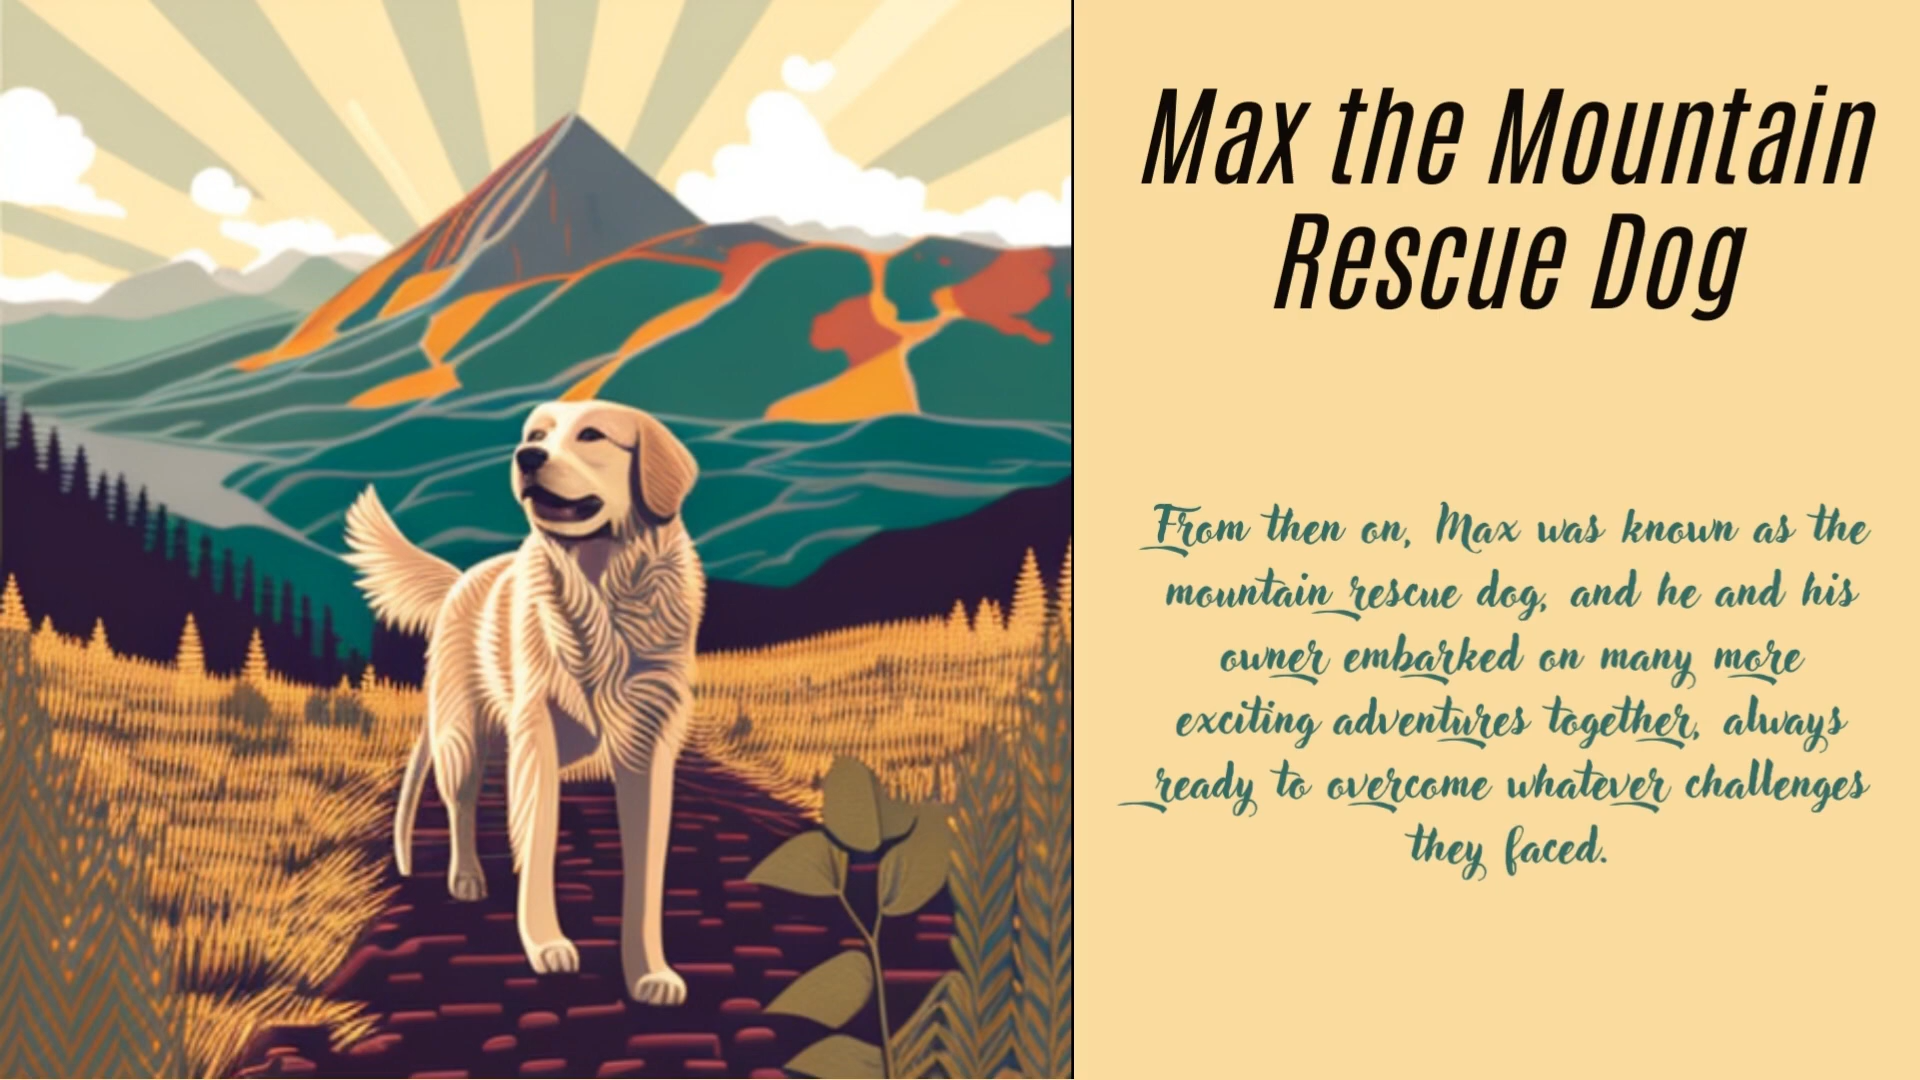 Max the Mountain
Rescue Dog
From then on, Max was known as the
mountain rescue dog, and he and his
owner embarked on many more
exciting adventures together, always
ready to overcome whatever challenges
they faced.